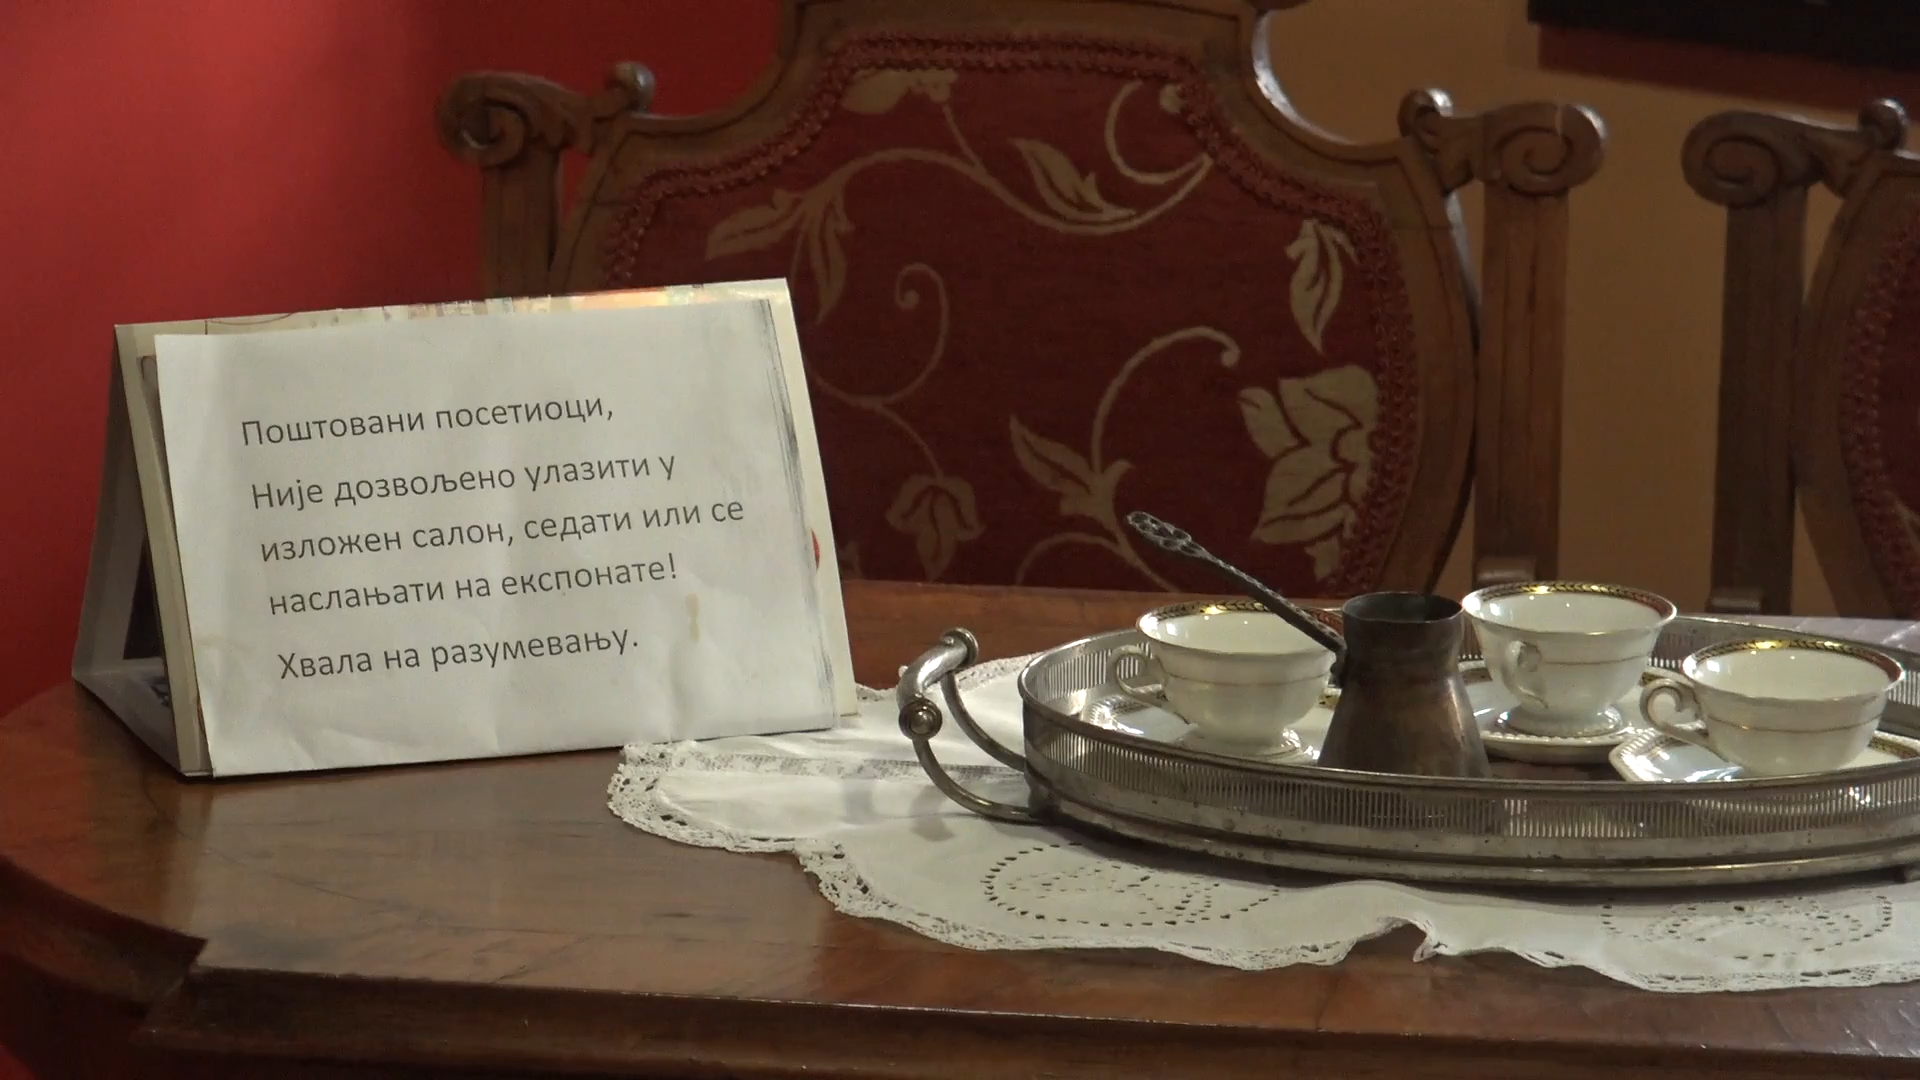 Поштовани посетиоци,
Није дозвољено улазити у
изложен салон, седати или се
наслањати на експонате!
Хвала на разумевању.